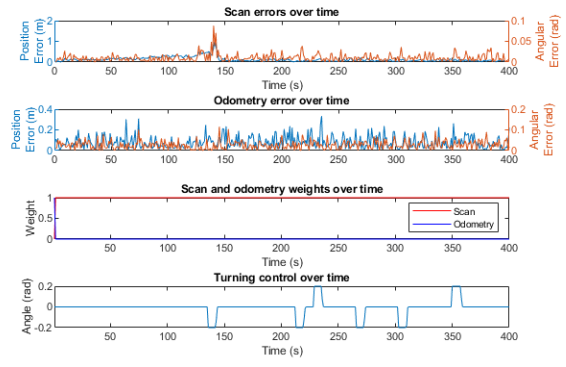 Scan errors over time
Position
Error (m)
2
1
0
0.1
0.05
0
Angular
Error (rad)
0 50 100 150 200 250 300 350 400
Time (s)
Odometry error over time
Position
Error (m)
0.4
0.2
0
0.2
0.1
0
Angular
Error (rad)
0 50 100 150 200 250 300 350 400
Time (s)
Scan and odometry weights over time
Weight
1
0.5
0
Scan
Odometry
50 100 150 200 250 300 350 400
Time (s)
Turning control over time
Angle (rad)
0.2
0
-0.2
0 50 100 150 200 250 300 350 400
Time (s)